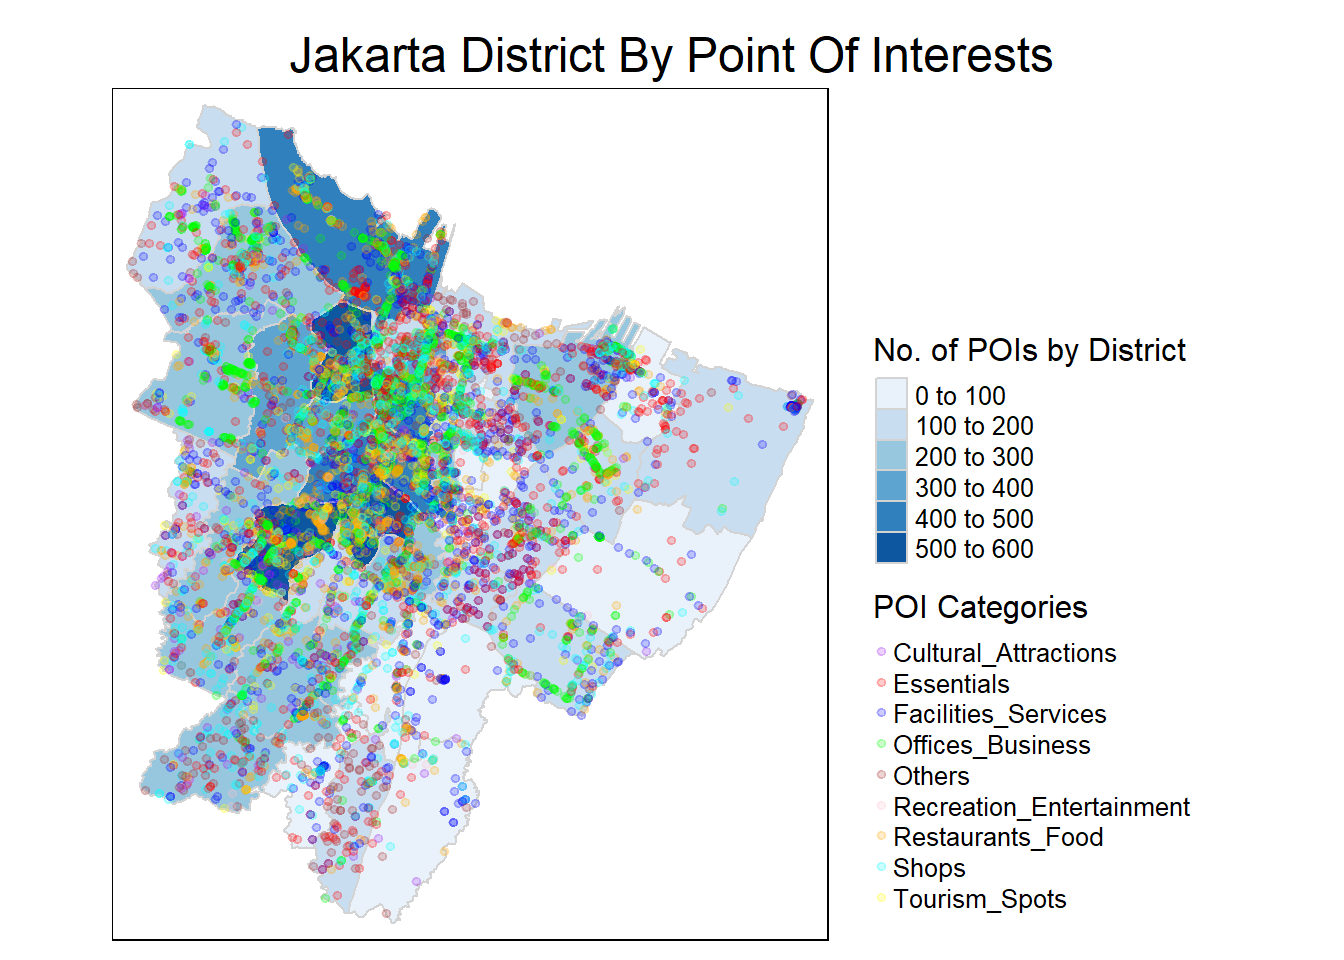 Jakarta District By Point Of Interests
No. of POIs by District
0 to 100
100 to 200
200 to 300
300 to 400
400 to 500
500 to 600
POI Categories
Cultural_Attractions
Essentials
Facilities_Services
Offices_Business
Others
Recreation_Entertainment
Restaurants_Food
Shops
Tourism_Spots